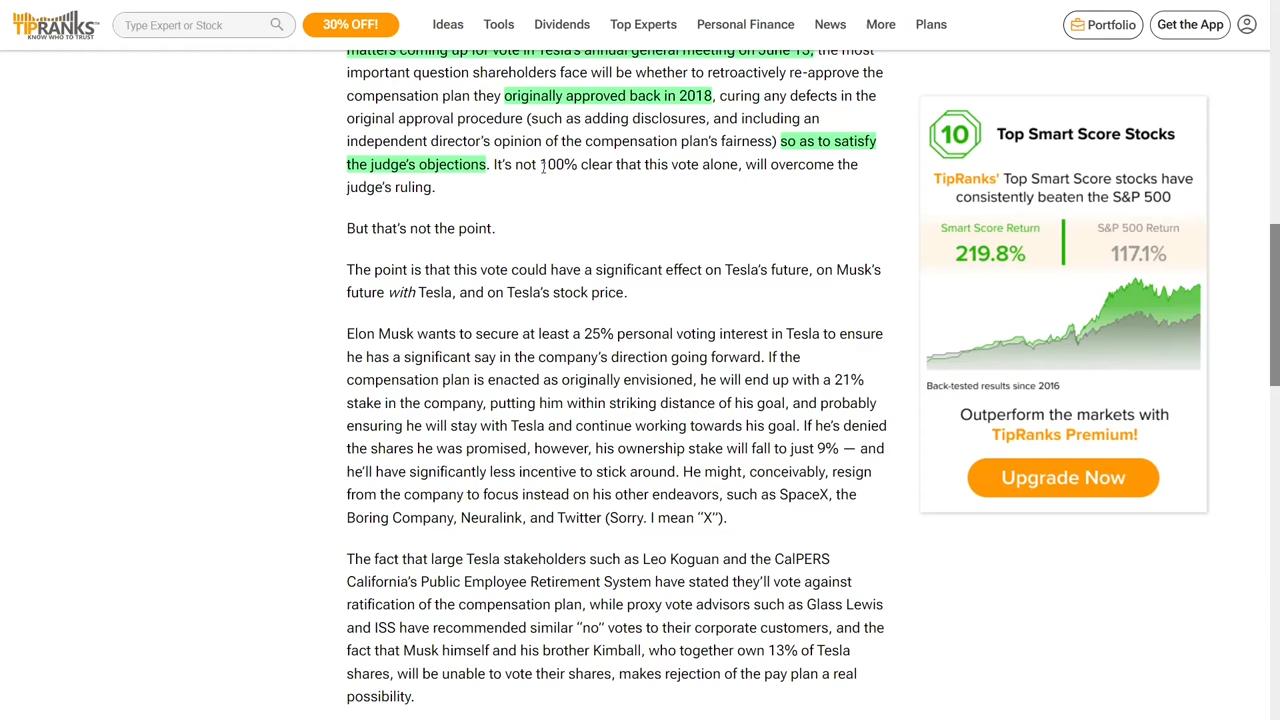 TIPRANKS
KNOW WHO TO TRUST
Type Expert or Stock
30% OFF!
Ideas
Tools
Dividends
Top Experts
Personal Finance
News
More
Plans
Portfolio
Get the App
matters coming up for vote in Tesla's annual general meeting on June 13, the most
important question shareholders face will be whether to retroactively re-approve the
compensation plan they originally approved back in 2018, curing any defects in the
original approval procedure (such as adding disclosures, and including an
independent director's opinion of the compensation plan's fairness) so as to satisfy
the judge's objections. It's not 100% clear that this vote alone, will overcome the
judge's ruling.
But that's not the point.
The point is that this vote could have a significant effect on Tesla's future, on Musk's
future with Tesla, and on Tesla's stock price.
Elon Musk wants to secure at least a 25% personal voting interest in Tesla to ensure
he has a significant say in the company's direction going forward. If the
compensation plan is enacted as originally envisioned, he will end up with a 21%
stake in the company, putting him within striking distance of his goal, and probably
ensuring he will stay with Tesla and continue working towards his goal. If he's denied
the shares he was promised, however, his ownership stake will fall to just 9% — and
he'll have significantly less incentive to stick around. He might, conceivably, resign
from the company to focus instead on his other endeavors, such as SpaceX, the
Boring Company, Neuralink, and Twitter (Sorry. I mean “X”).
The fact that large Tesla stakeholders such as Leo Koguan and the CalPERS
California's Public Employee Retirement System have stated they'll vote against
ratification of the compensation plan, while proxy vote advisors such as Glass Lewis
and ISS have recommended similar “no” votes to their corporate customers, and the
fact that Musk himself and his brother Kimball, who together own 13% of Tesla
shares, will be unable to vote their shares, makes rejection of the pay plan a real
possibility.
10
Top Smart Score Stocks
TipRanks' Top Smart Score stocks have
consistently beaten the S&P 500
Smart Score Return
219.8%
S&P 500 Return
117.1%
Back-tested results since 2016
Outperform the markets with
TipRanks Premium!
Upgrade Now